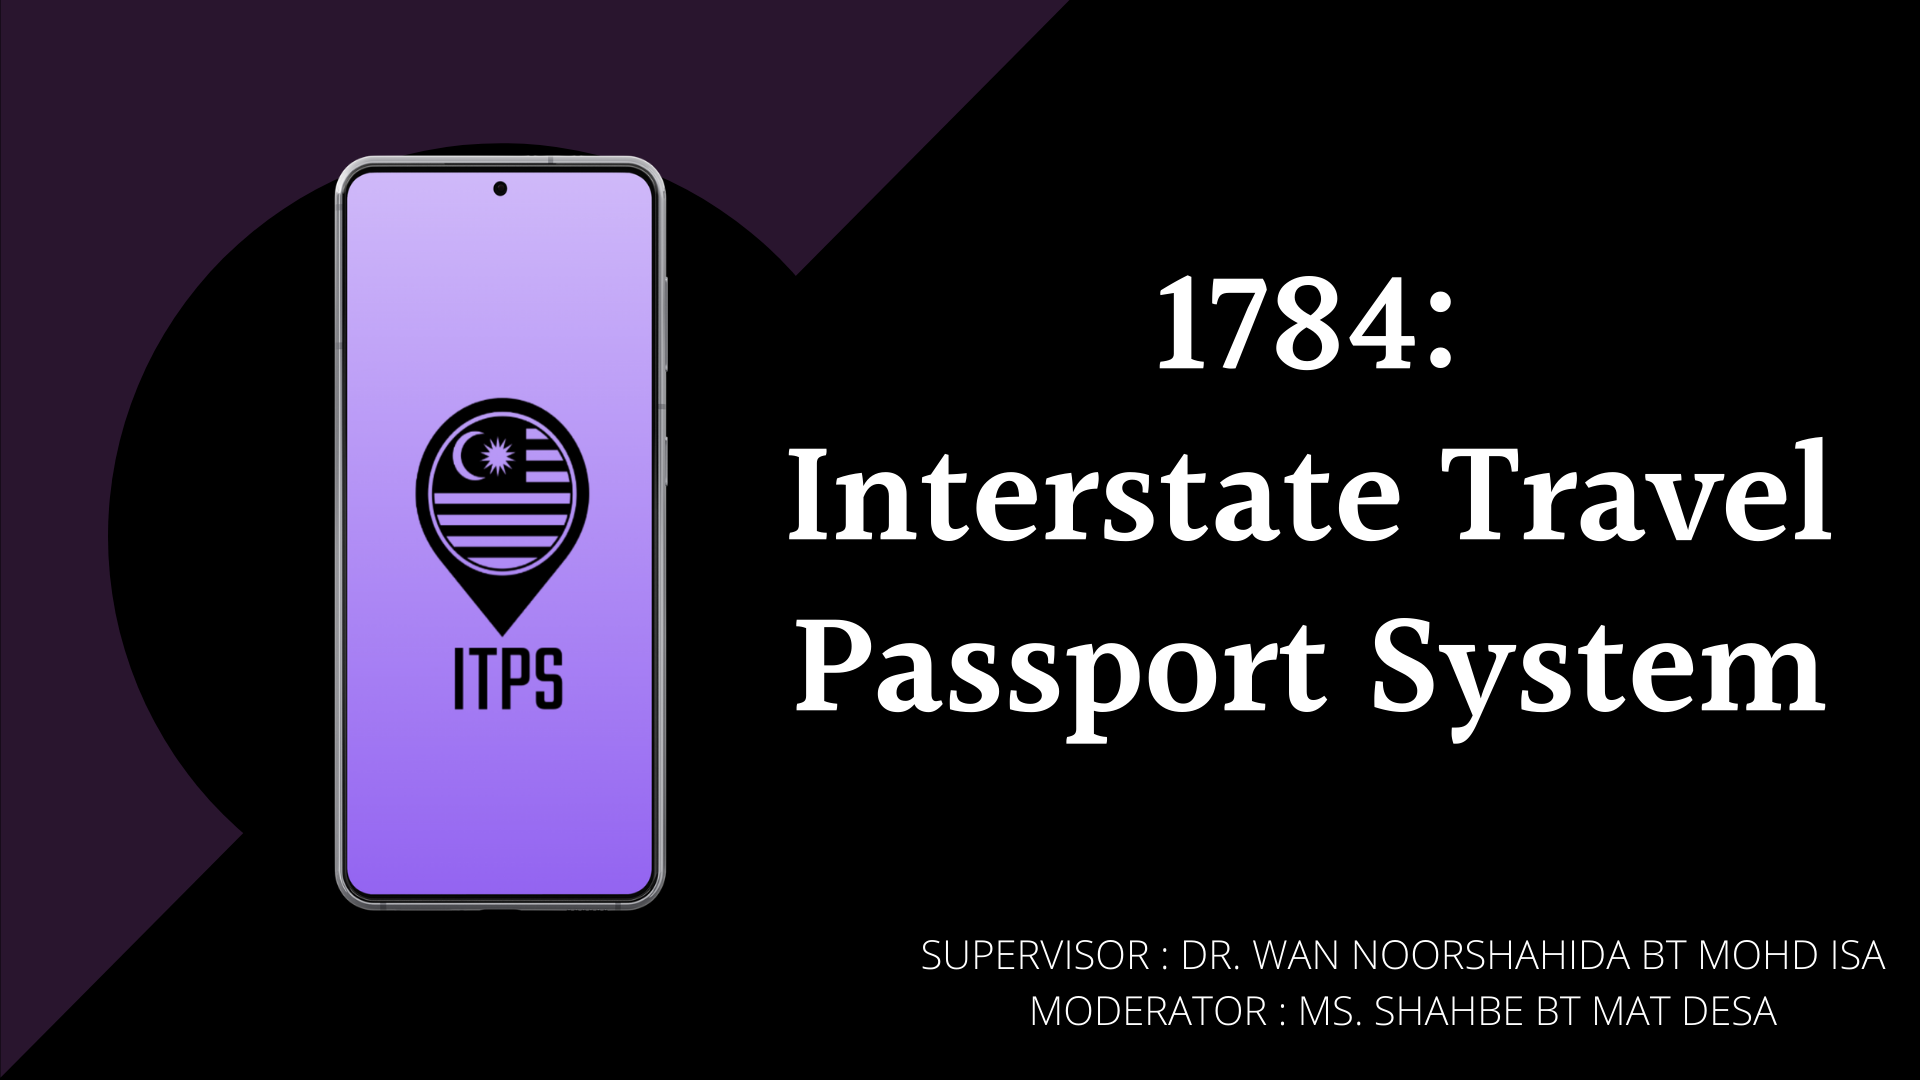 ITPS
1784:
Interstate Travel
Passport System
SUPERVISOR : DR. WAN NOORSHAHIDA BT MOHD ISA
MODERATOR : MS. SHAHBE BT MAT DESA